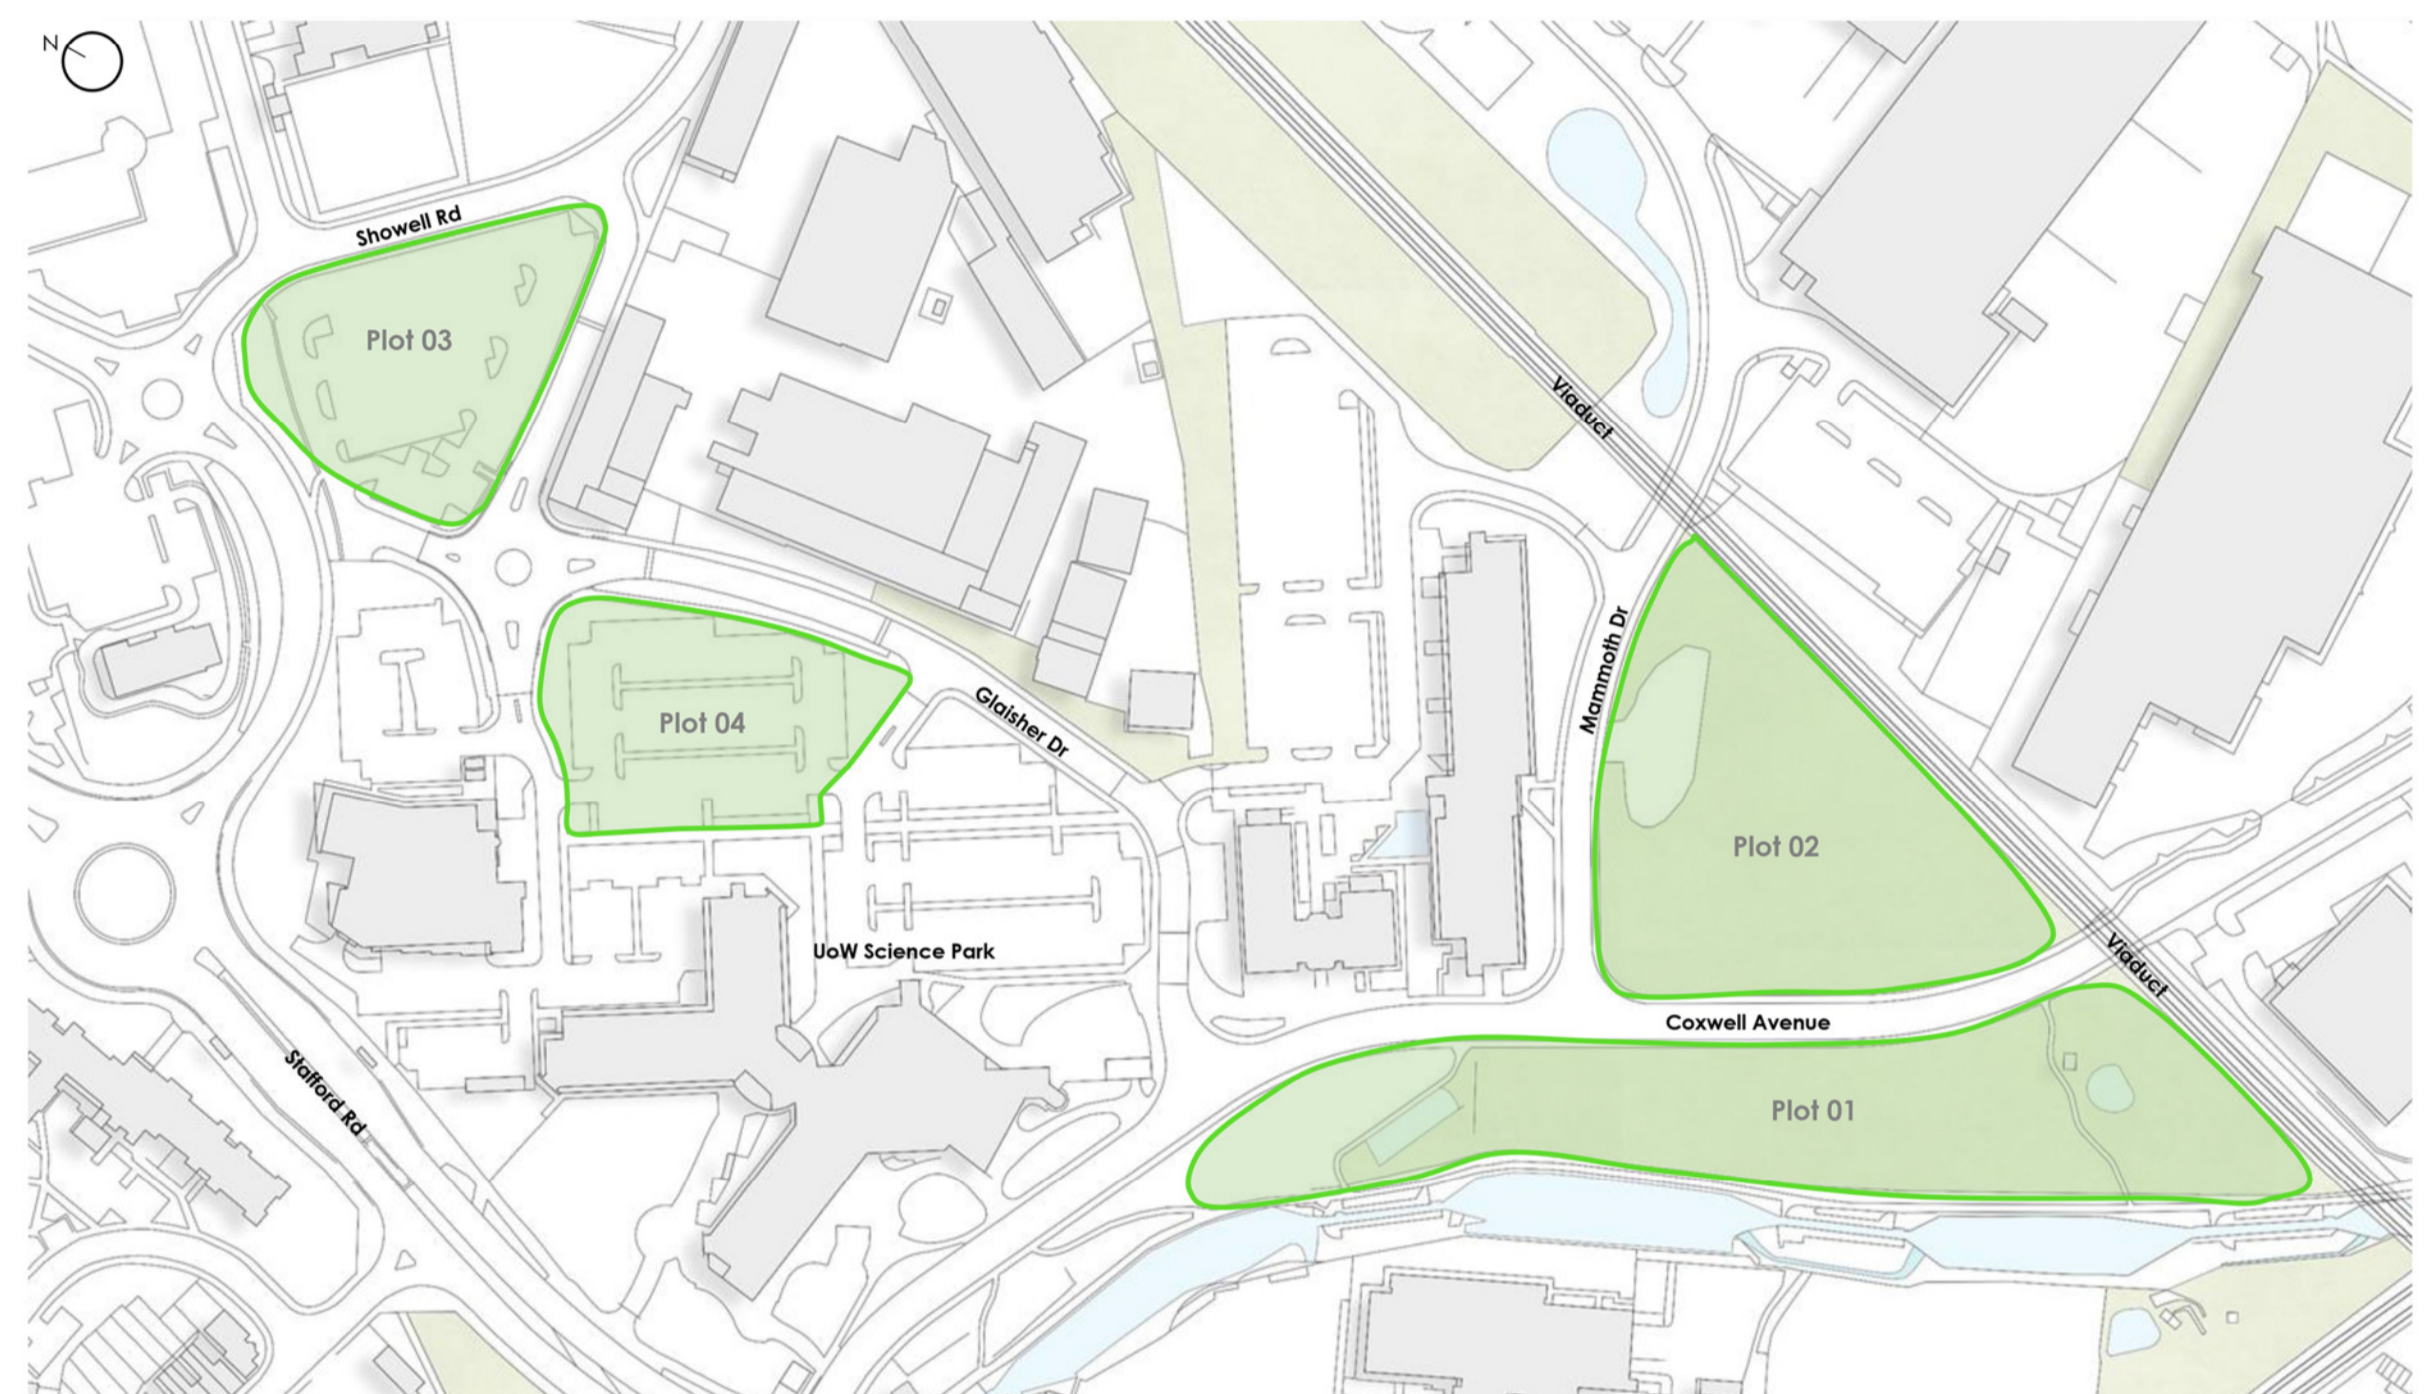 N
Showell Rd
Plot 03
Viaduct
Mammoth Dr
Plot 04
Glaisher Dr
Plot 02
UoW Science Park
Viaduct
Coxwell Avenue
Stafford Rd
Plot 01